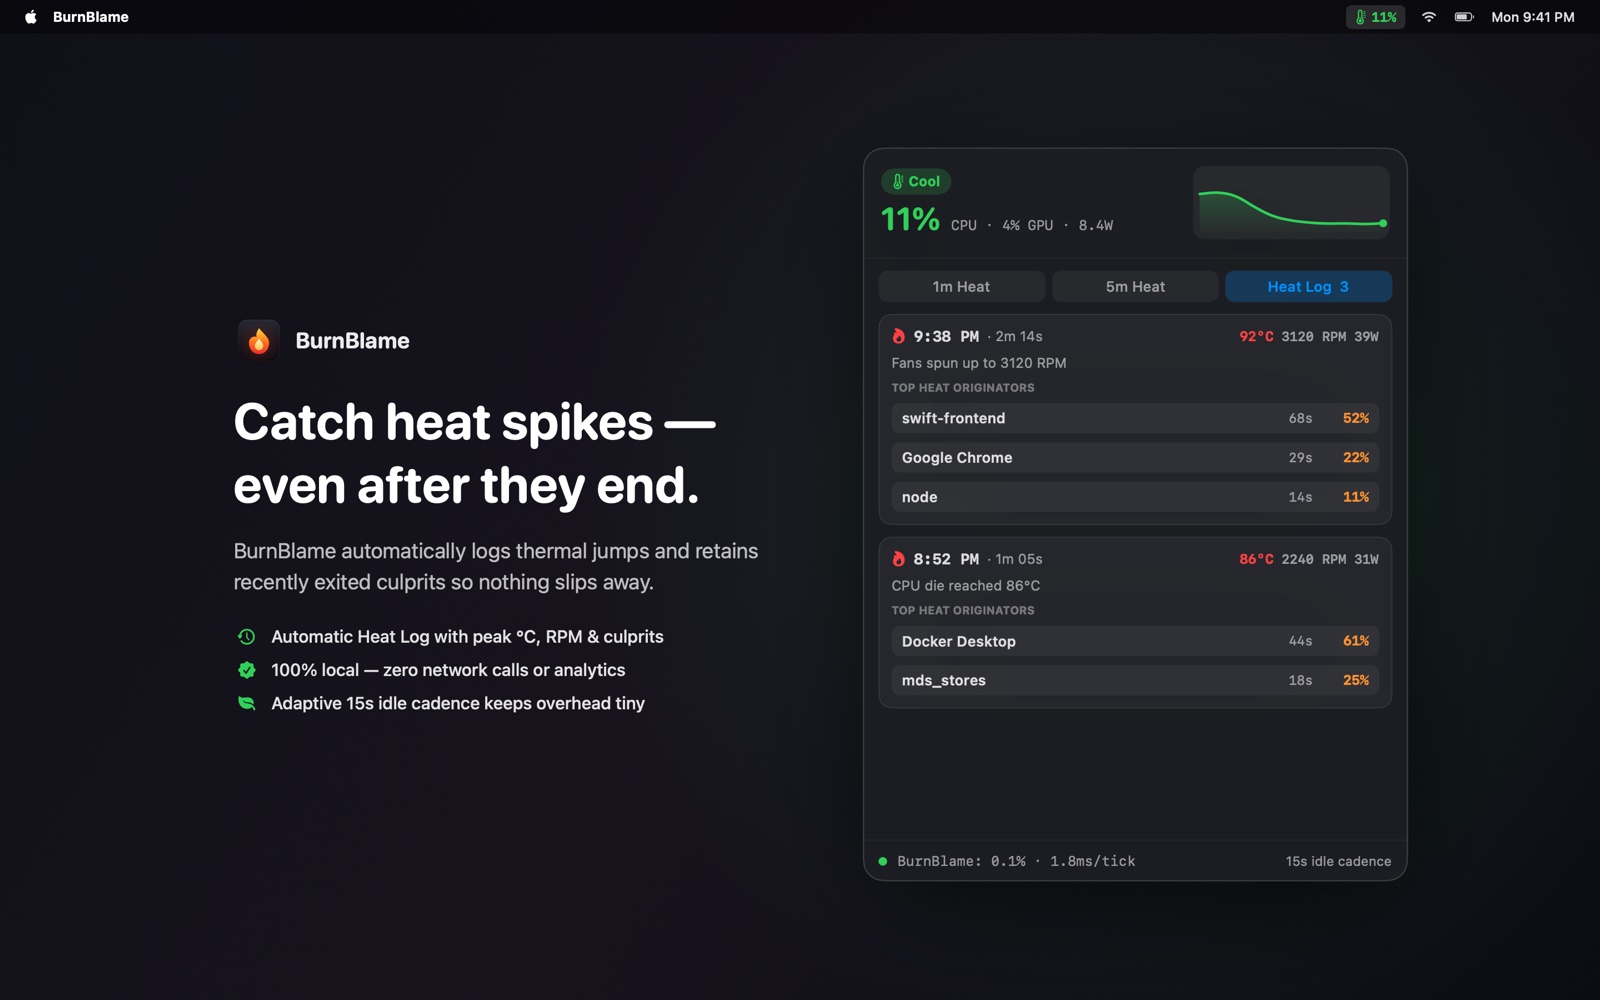 BurnBlame
11%
Mon 9:41 PM
BurnBlame
Catch heat spikes —
even after they end.
BurnBlame automatically logs thermal jumps and retains
recently exited culprits so nothing slips away.
Automatic Heat Log with peak °C, RPM & culprits
100% local — zero network calls or analytics
Adaptive 15s idle cadence keeps overhead tiny
Cool
11% CPU · 4% GPU · 8.4W
1m Heat
5m Heat
Heat Log 3
9:38 PM · 2m 14s 92°C 3120 RPM 39W
Fans spun up to 3120 RPM
TOP HEAT ORIGINATORS
swift-frontend 68s 52%
Google Chrome 29s 22%
node 14s 11%
8:52 PM · 1m 05s 86°C 2240 RPM 31W
CPU die reached 86°C
TOP HEAT ORIGINATORS
Docker Desktop 44s 61%
mds_stores 18s 25%
BurnBlame: 0.1% · 1.8ms/tick 15s idle cadence